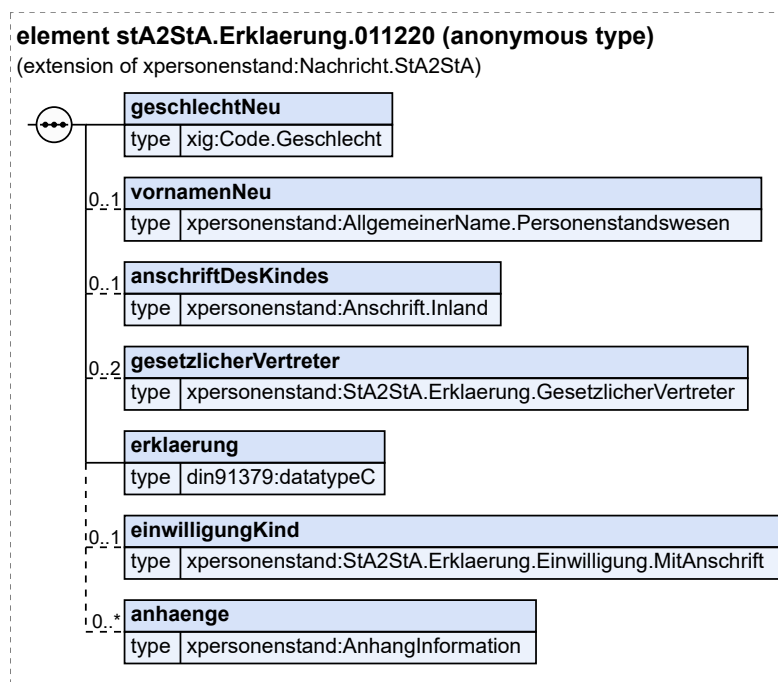 element stA2StA.Erklaerung.011220 (anonymous type)
(extension of xpersonenstand:Nachricht.StA2StA)
geschlechtNeu
type xig:Code.Geschlecht
0..1 vornamenNeu
type xpersonenstand:AllgemeinerName.Personenstandswesen
0..1 anschriftDesKindes
type xpersonenstand:Anschrift.Inland
0..2 gesetzlicherVertreter
type xpersonenstand:StA2StA.Erklaerung.GesetzlicherVertreter
erklaerung
type din91379:datatypeC
0..1 einwilligungKind
type xpersonenstand:StA2StA.Erklaerung.Einwilligung.MitAnschrift
0..* anhaenge
type xpersonenstand:AnhangInformation